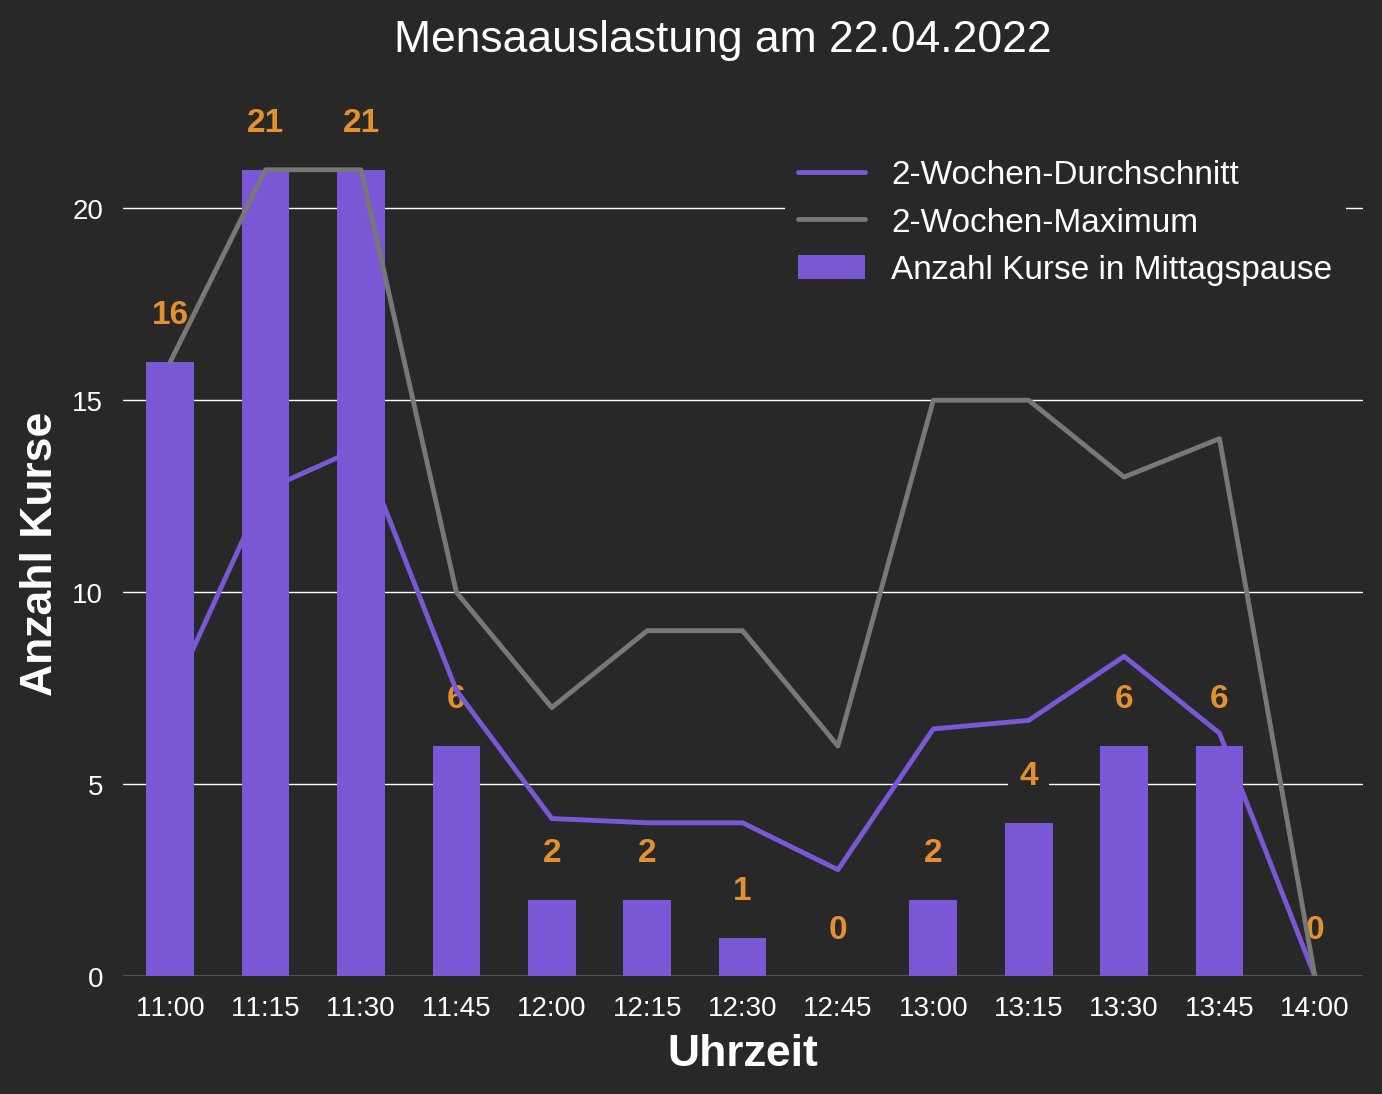 Mensaauslastung am 22.04.2022
21 21
2-Wochen-Durchschnitt
2-Wochen-Maximum
Anzahl Kurse in Mittagspause
16
6 6 6
4
2 2 2
1
0 0
20
15
10
5
0
Anzahl Kurse
11:00 11:15 11:30 11:45 12:00 12:15 12:30 12:45 13:00 13:15 13:30 13:45 14:00
Uhrzeit